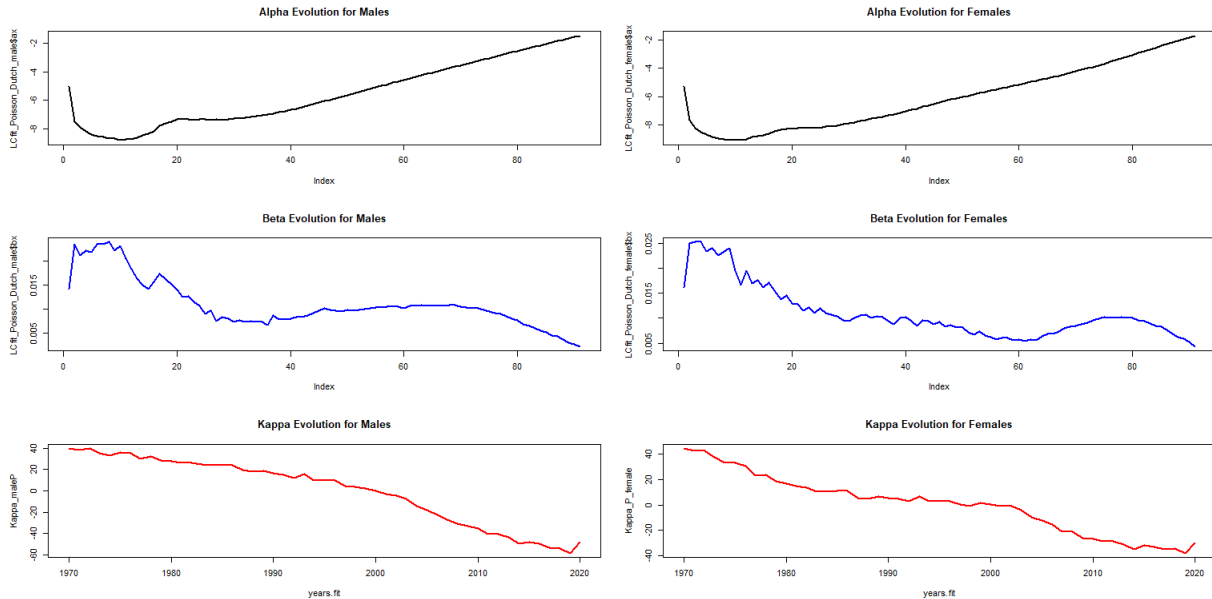 Alpha Evolution for Males
LCfit_Poisson_Dutch_male$ax
-2
-4
-6
-8
0 20 40 60 80
Index
Alpha Evolution for Females
LCfit_Poisson_Dutch_female$ax
-2
-4
-6
-8
0 20 40 60 80
Index
Beta Evolution for Males
LCfit_Poisson_Dutch_male$bx
0.015
0.005
0 20 40 60 80
Index
Beta Evolution for Females
LCfit_Poisson_Dutch_female$bx
0.025
0.015
0.005
0 20 40 60 80
Index
Kappa Evolution for Males
Kappa_maleP
40
20
0
-20
-40
-60
1970 1980 1990 2000 2010 2020
years.fit
Kappa Evolution for Females
Kappa_P_female
40
20
0
-20
-40
1970 1980 1990 2000 2010 2020
years.fit